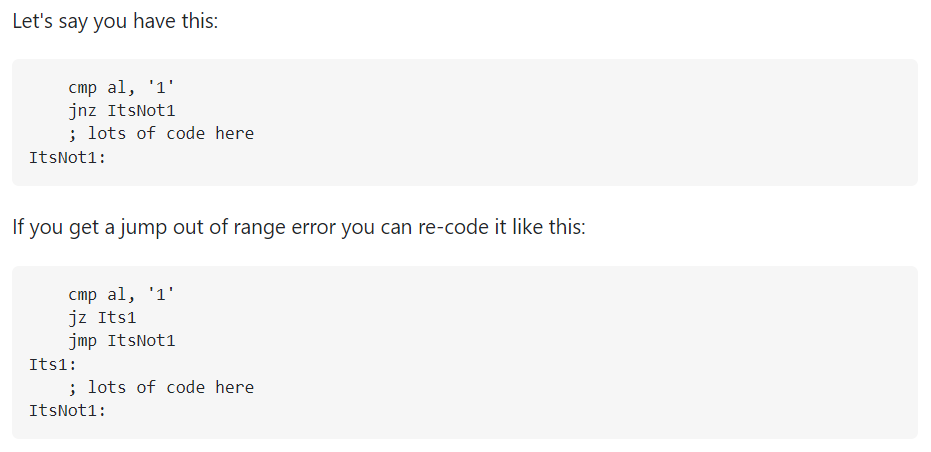 Let's say you have this:
cmp al, '1'
jnz ItsNot1
; lots of code here
ItsNot1:
If you get a jump out of range error you can re-code it like this:
cmp al, '1'
jz Its1
jmp ItsNot1
Its1:
; lots of code here
ItsNot1: